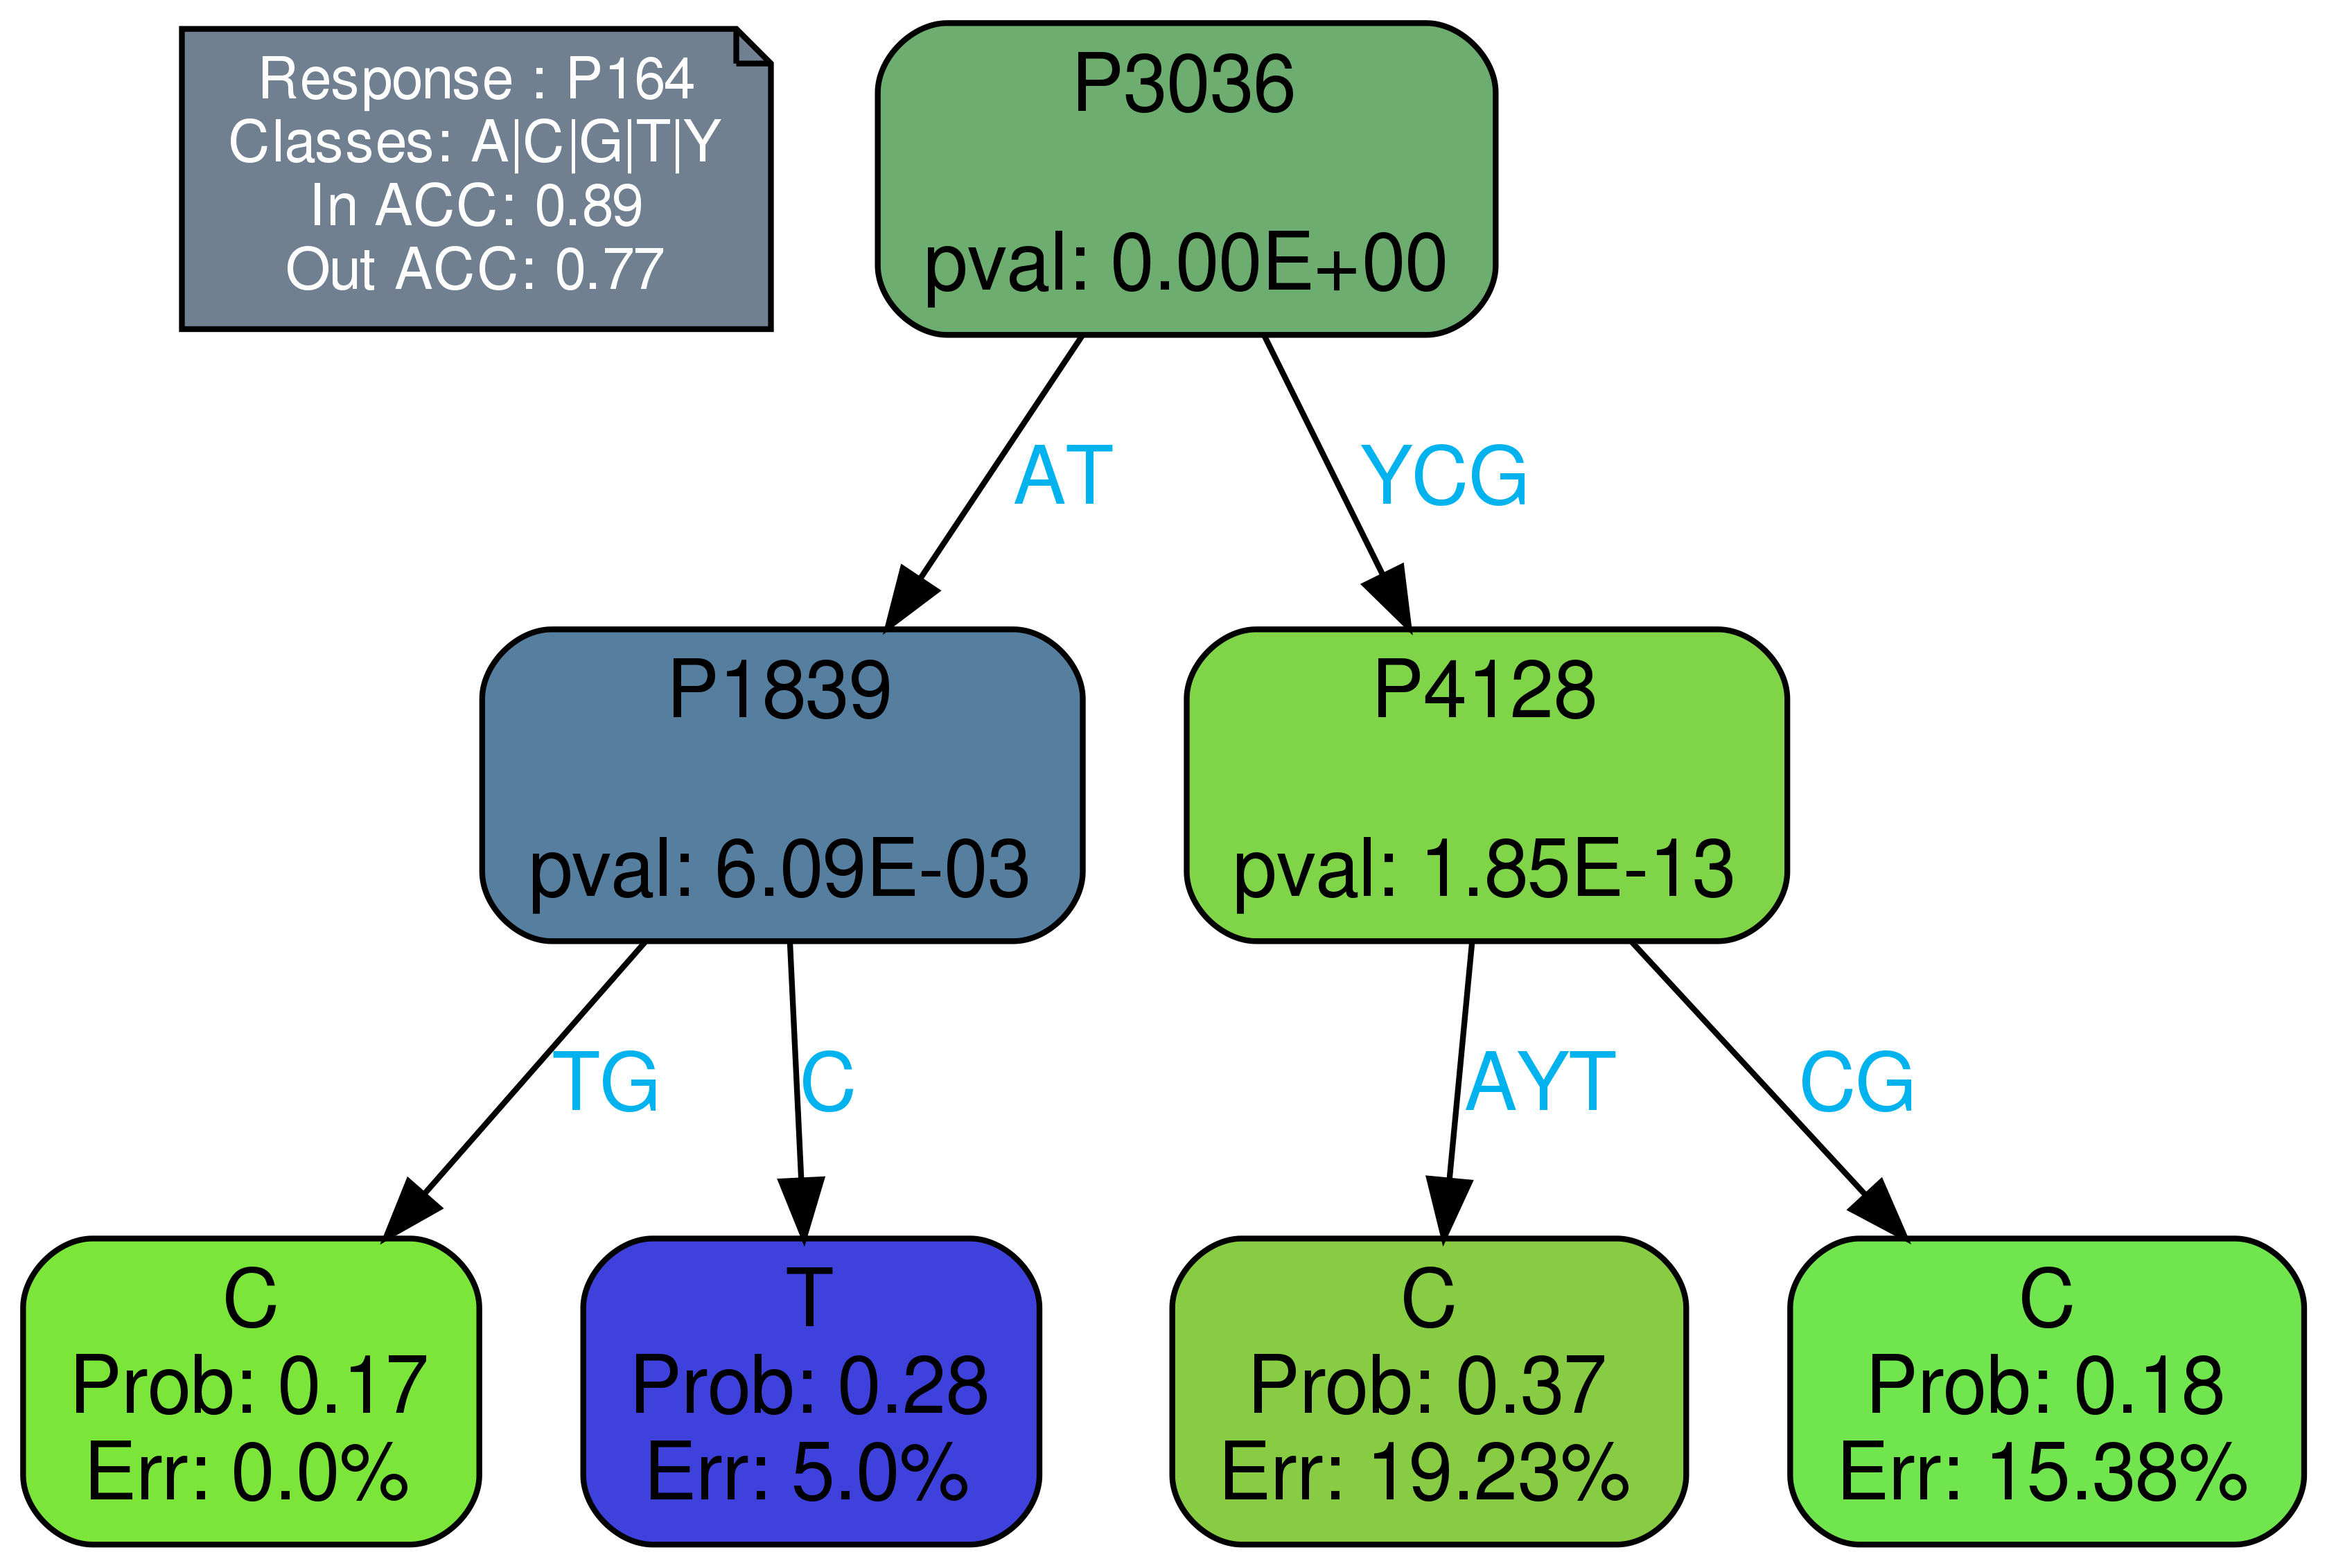 Response : P164
Classes: A|C|G|T|Y
In ACC: 0.89
Out ACC: 0.77
P3036
pval: 0.00E+00
AT
YCG
P1839
pval: 6.09E-03
P4128
pval: 1.85E-13
TG
C
AYT
CG
C
Prob: 0.17
Err: 0.0%
T
Prob: 0.28
Err: 5.0%
C
Prob: 0.37
Err: 19.23%
C
Prob: 0.18
Err: 15.38%